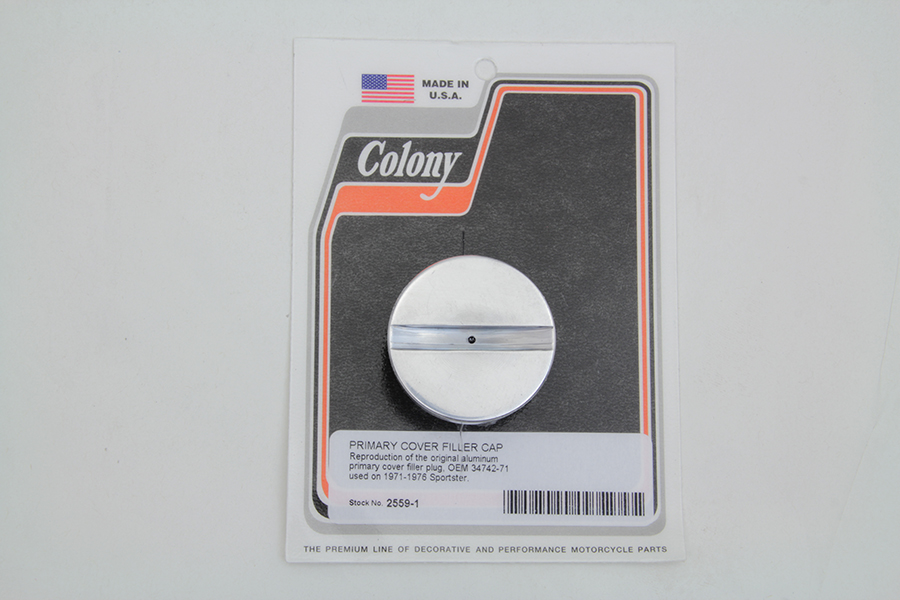 MADE IN
U.S.A.
Colony
PRIMARY COVER FILLER CAP
Reproduction of the original aluminum
primary cover filler plug, OEM 34742-71
used on 1971-1976 Sportster.
Stock No. 2559-1
THE PREMIUM LINE OF DECORATIVE AND PERFORMANCE MOTORCYCLE PARTS